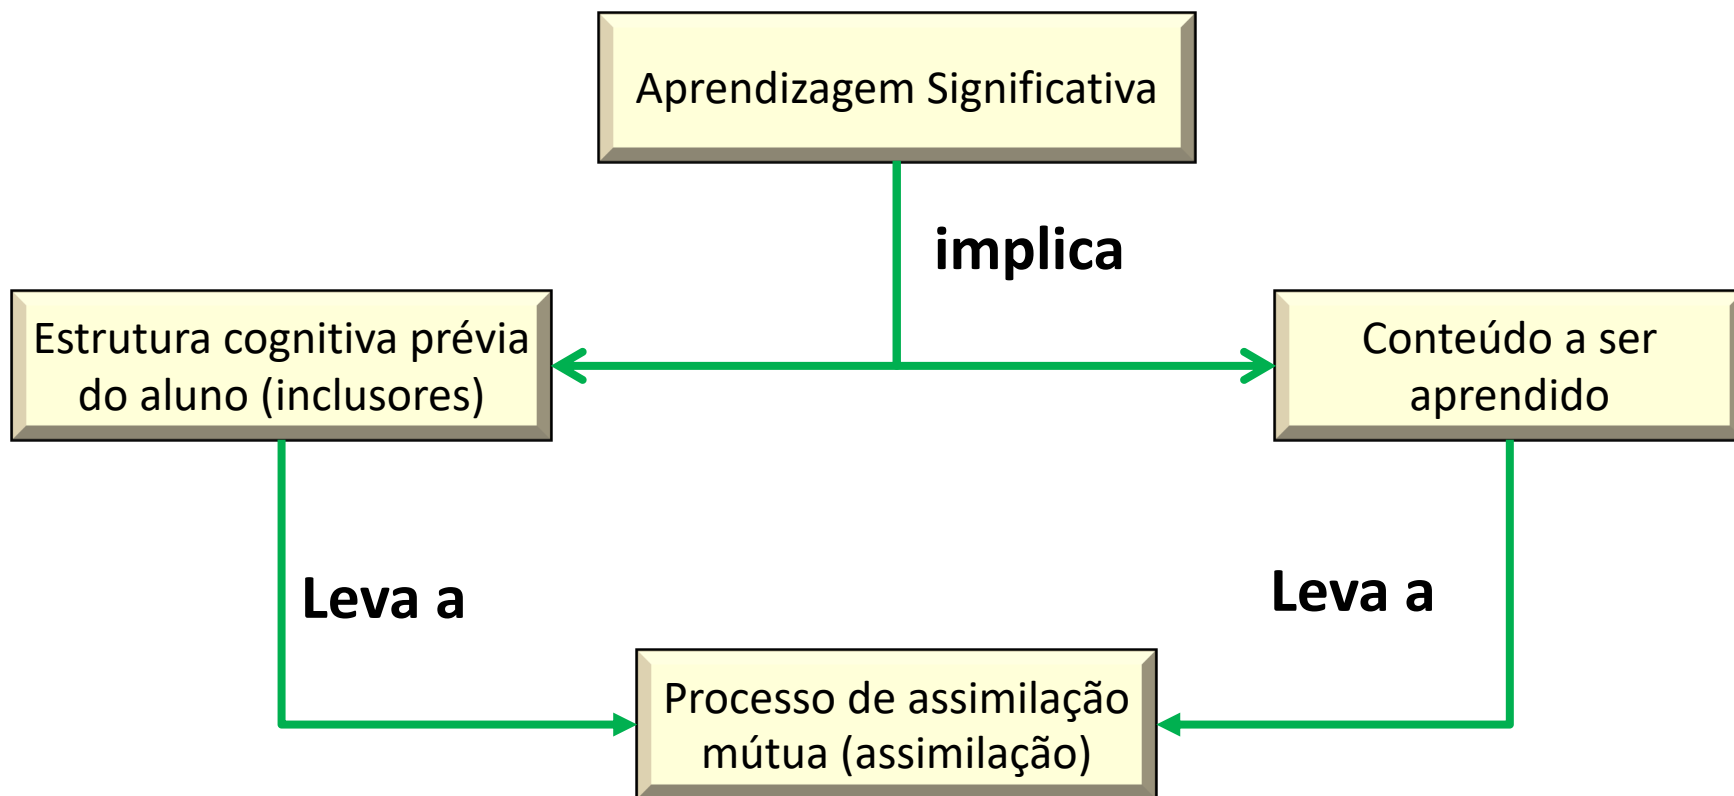 Aprendizagem Significativa
implica
Estrutura cognitiva prévia
do aluno (inclusores)
Conteúdo a ser
aprendido
Leva a
Leva a
Processo de assimilação
mútua (assimilação)